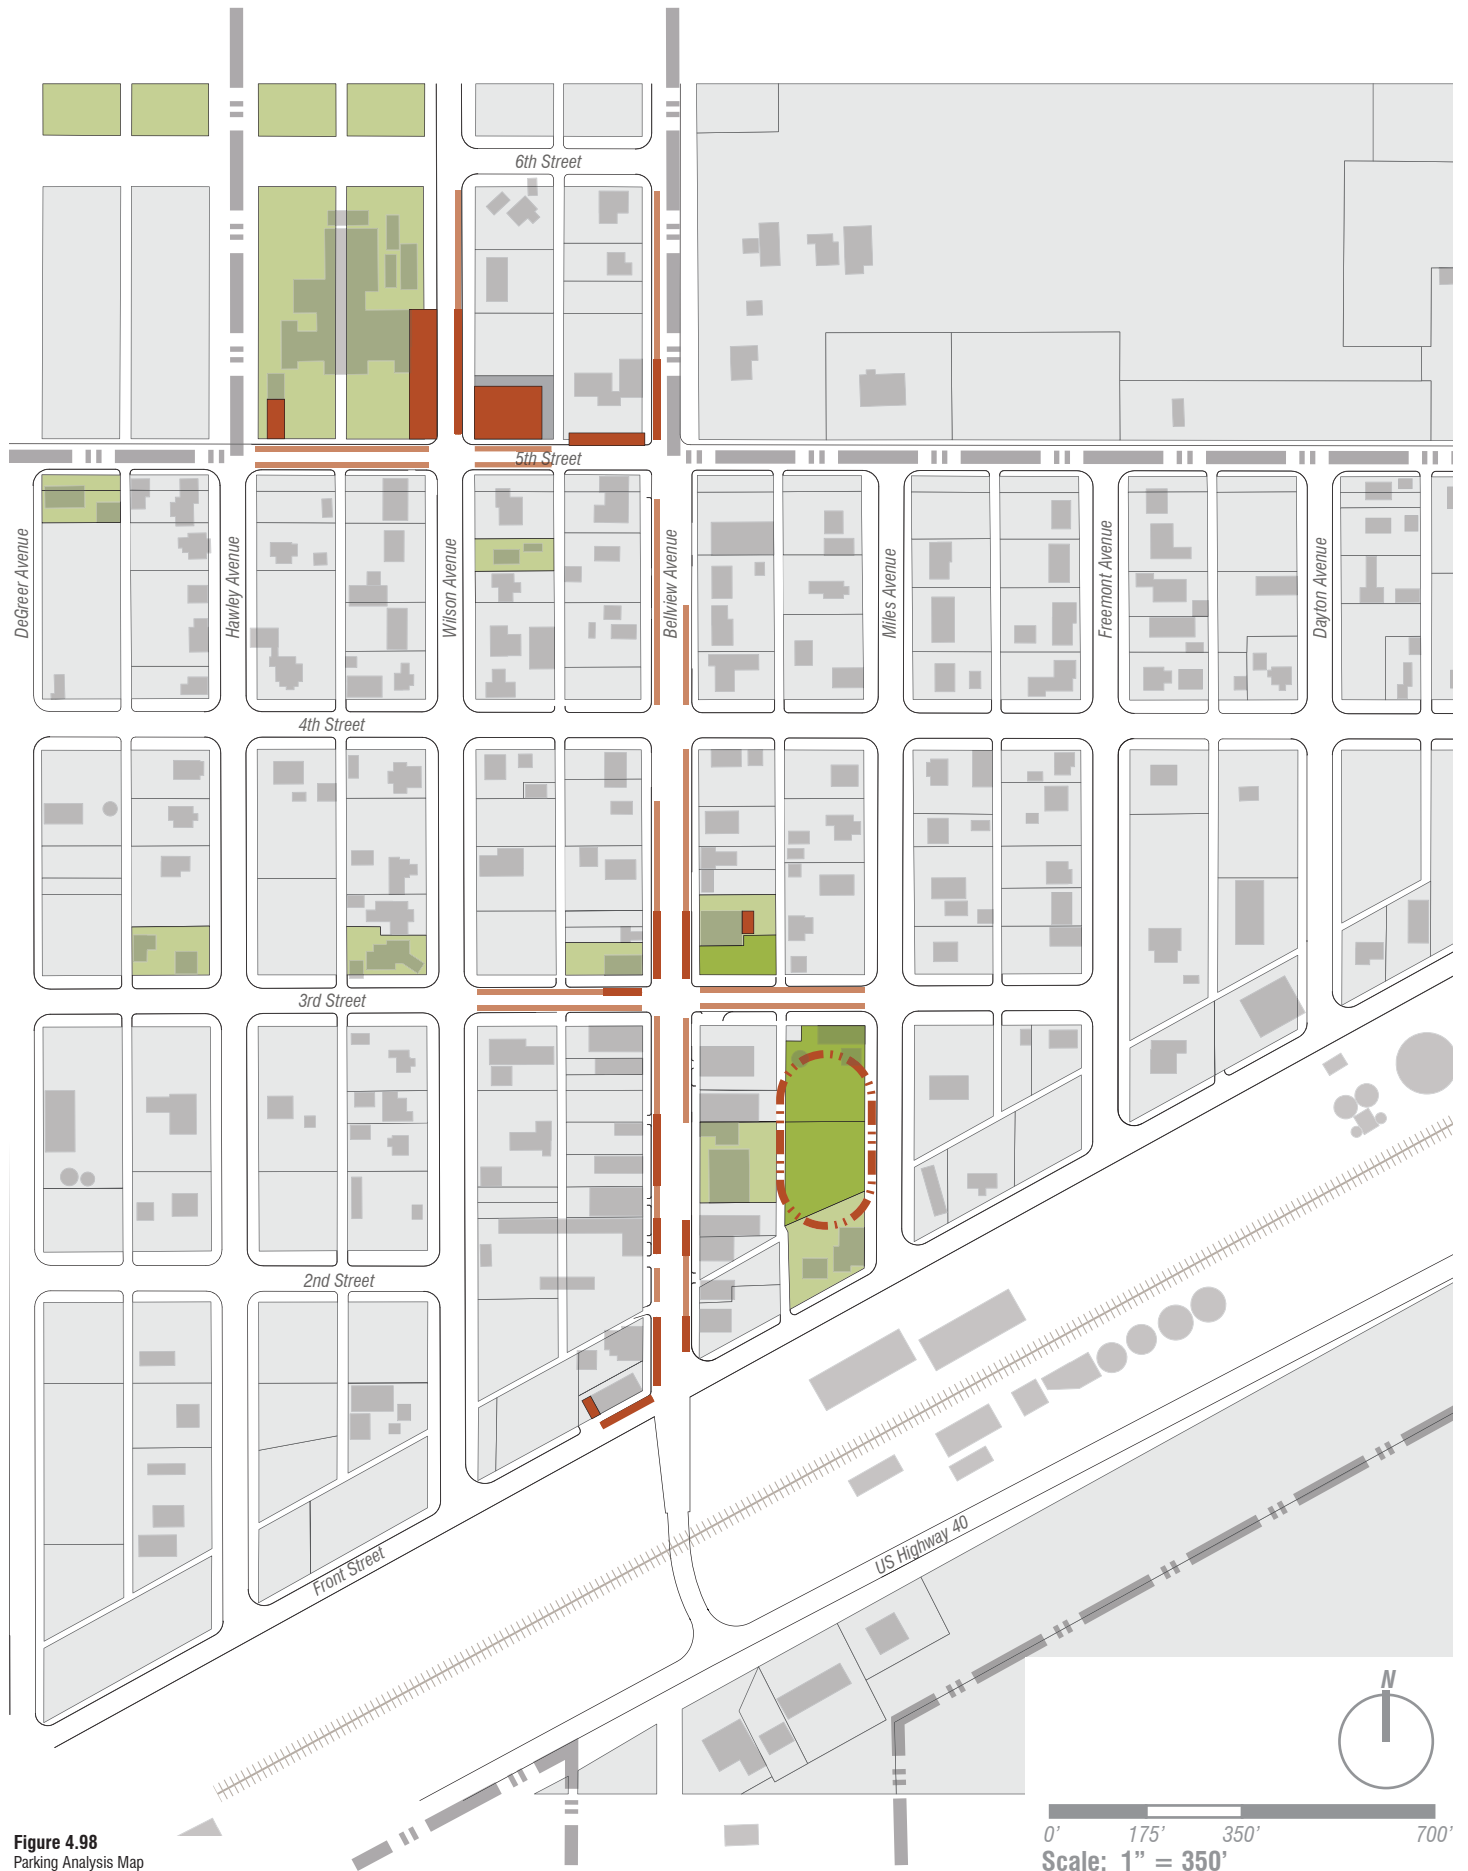 6th Street
5th Street
DeGreer Avenue
Hawley Avenue
Wilson Avenue
Bellview Avenue
Miles Avenue
Freemont Avenue
Dayton Avenue
4th Street
3rd Street
2nd Street
Front Street
US Highway 40
N
0' 175' 350' 700'
Scale: 1” = 350’
Figure 4.98
Parking Analysis Map